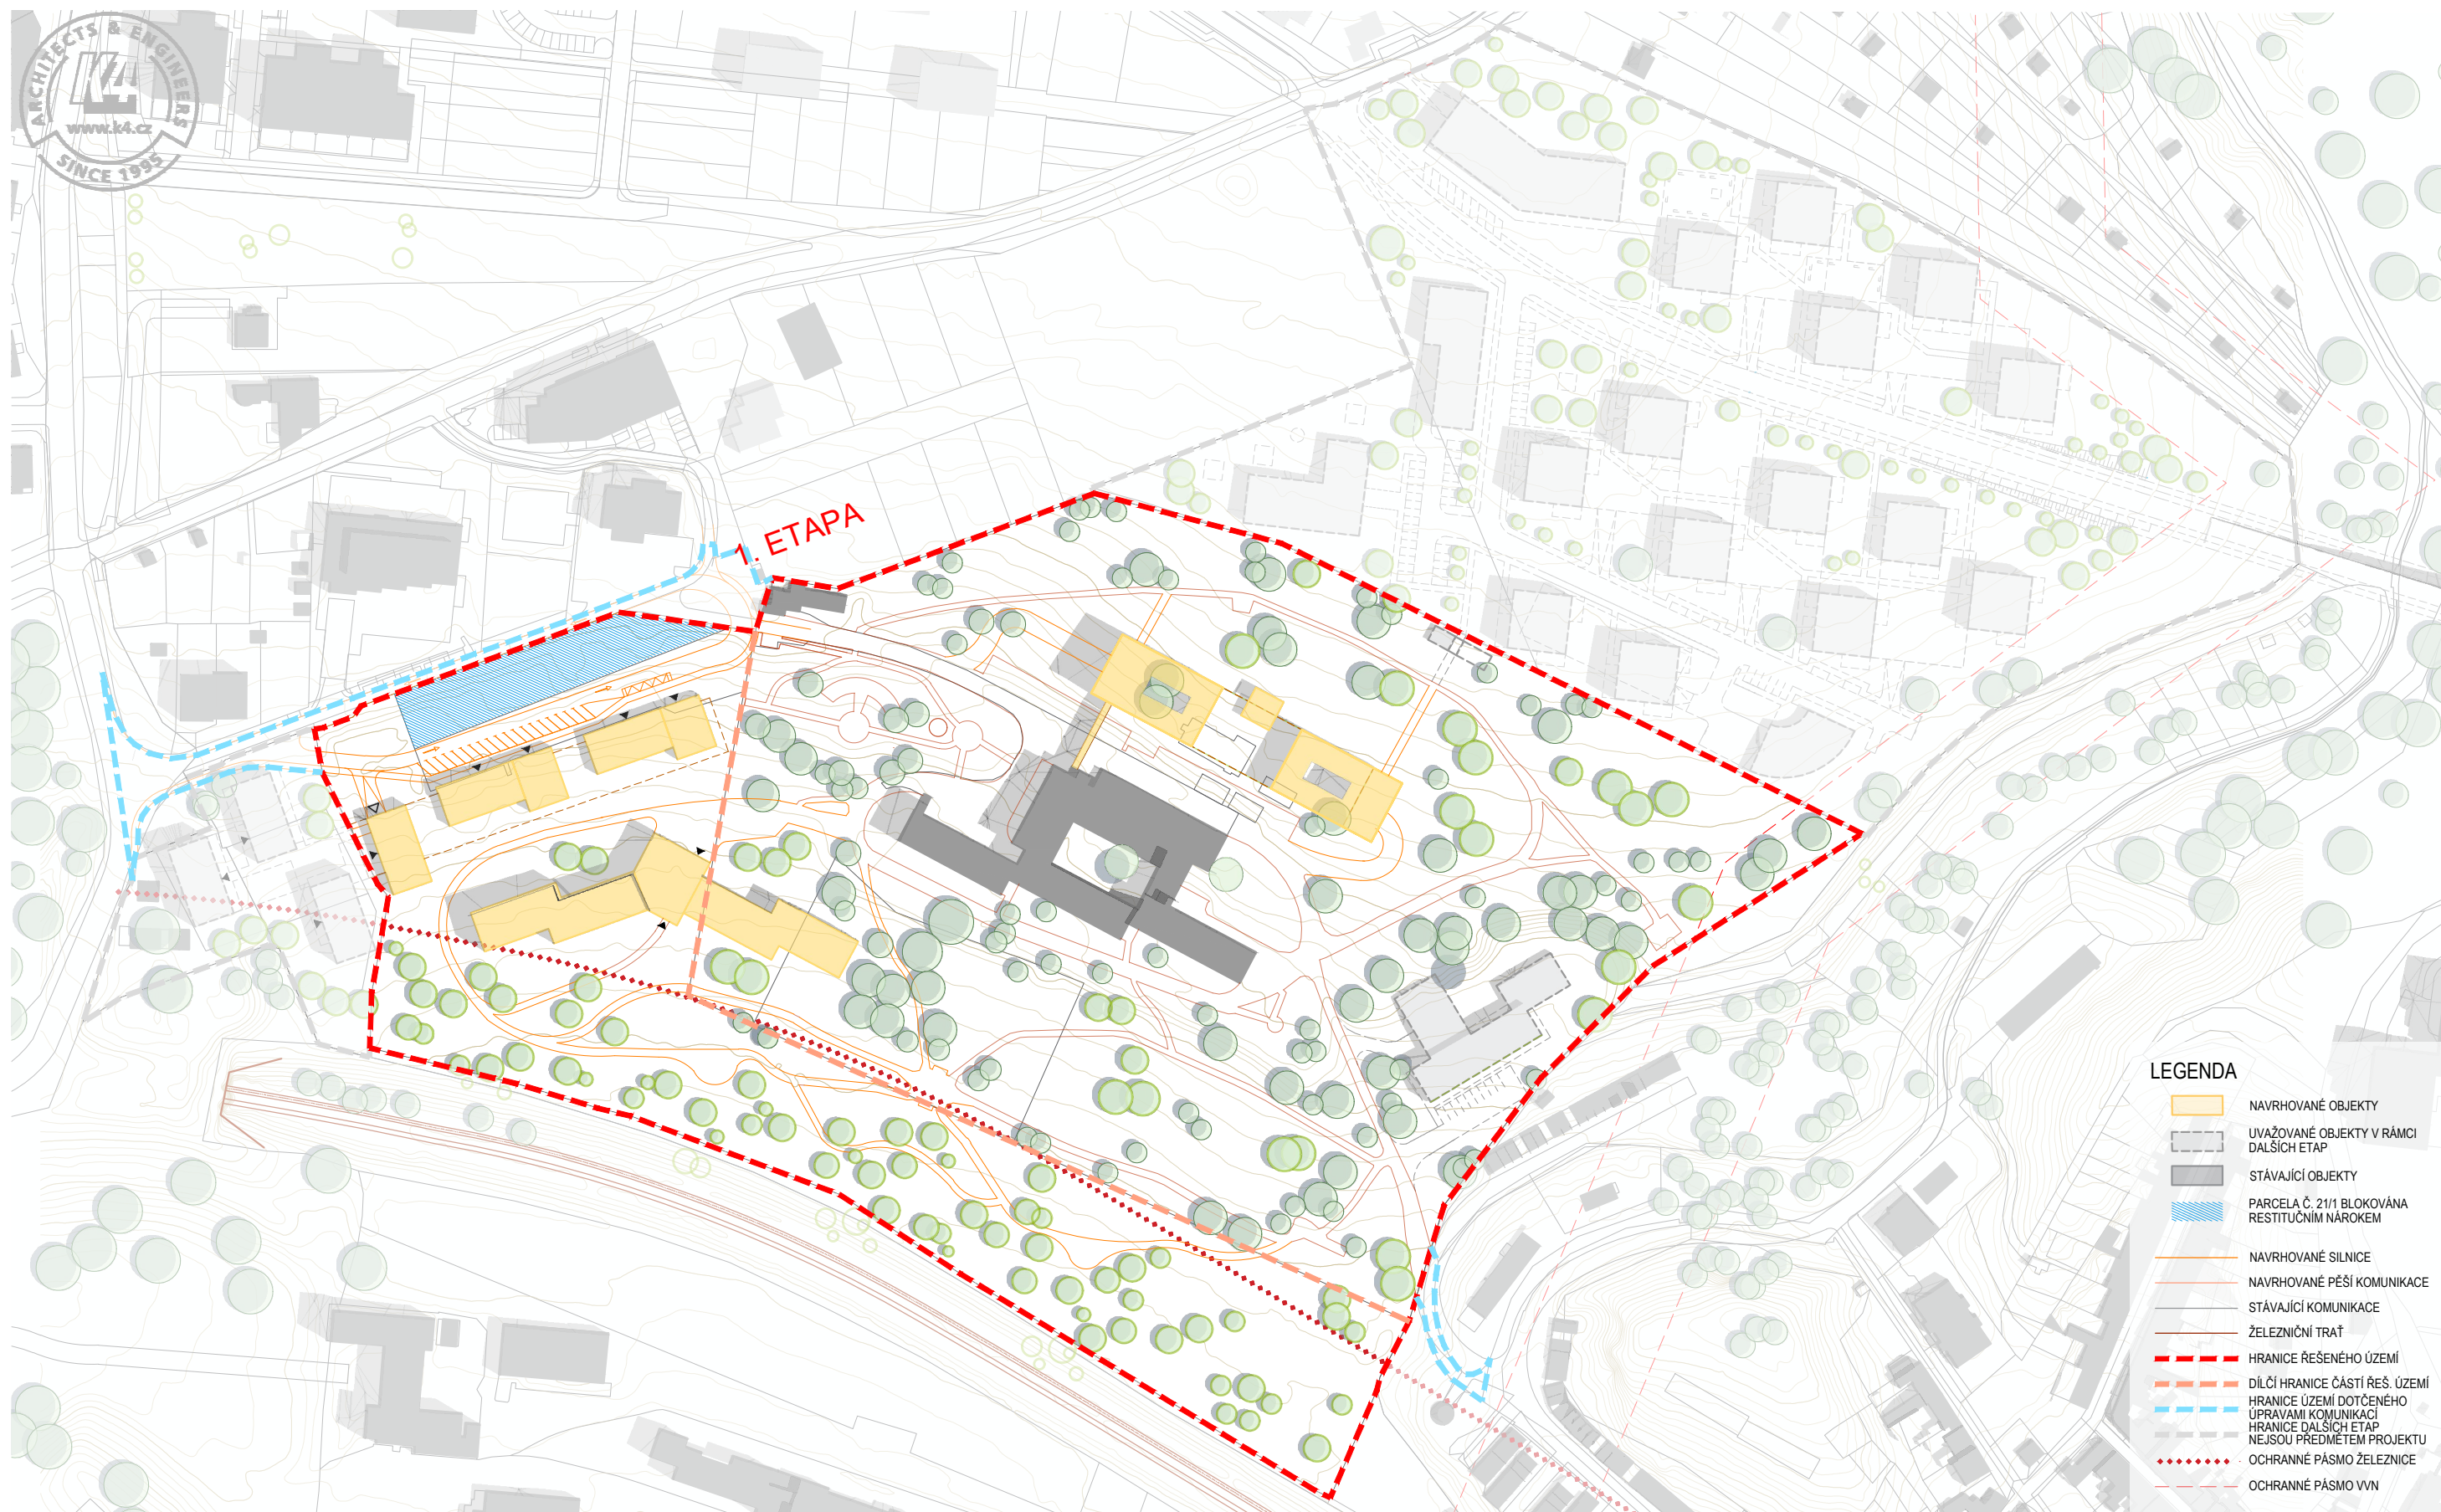 ARCHITECTS & ENGINEERS
K4
www.k4.cz
SINCE 1995
1. ETAPA
LEGENDA
NAVRHOVANÉ OBJEKTY
UVAŽOVANÉ OBJEKTY V RÁMCI
DALŠÍCH ETAP
STÁVAJÍCÍ OBJEKTY
PARCELA Č. 21/1 BLOKOVÁNA
RESTITUČNÍM NÁROKEM
NAVRHOVANÉ SILNICE
NAVRHOVANÉ PĚŠÍ KOMUNIKACE
STÁVAJÍCÍ KOMUNIKACE
ŽELEZNIČNÍ TRAŤ
HRANICE ŘEŠENÉHO ÚZEMÍ
DÍLČÍ HRANICE ČÁSTÍ ŘEŠ. ÚZEMÍ
HRANICE ÚZEMÍ DOTČENÉHO
ÚPRAVAMI KOMUNIKACÍ
HRANICE DALŠÍCH ETAP
NEJSOU PŘEDMĚTEM PROJEKTU
OCHRANNÉ PÁSMO ŽELEZNICE
OCHRANNÉ PÁSMO VVN